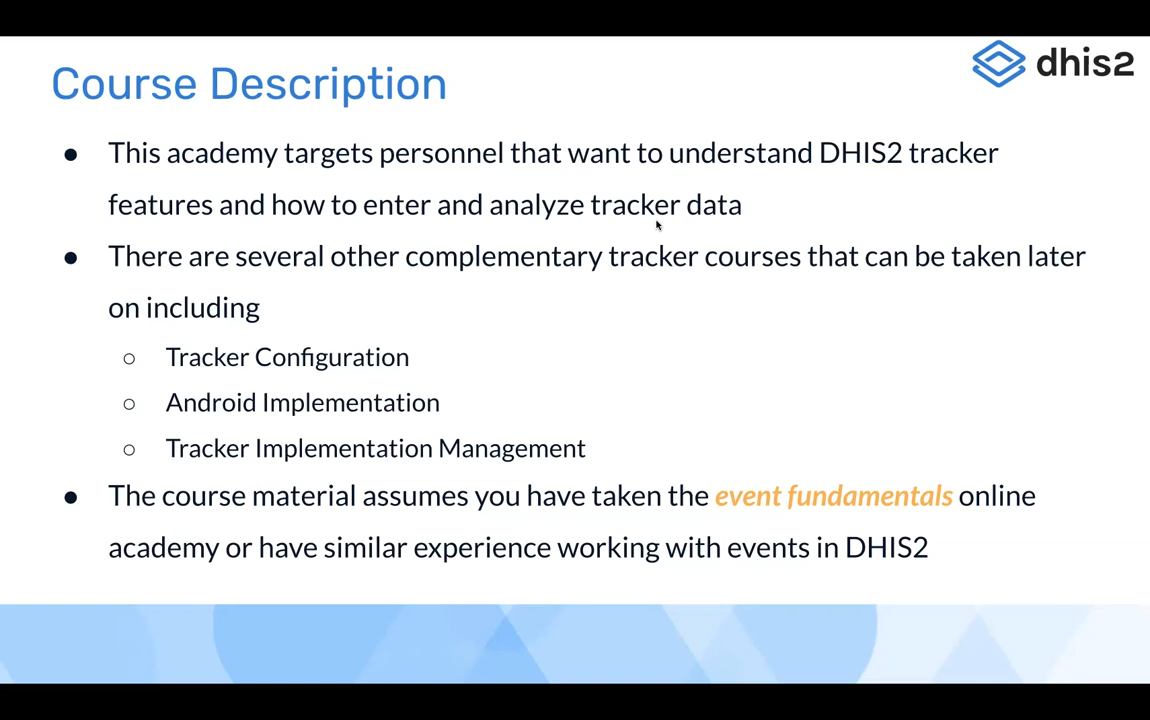 dhis2
Course Description
● This academy targets personnel that want to understand DHIS2 tracker
features and how to enter and analyze tracker data
● There are several other complementary tracker courses that can be taken later
on including
○ Tracker Configuration
○ Android Implementation
○ Tracker Implementation Management
● The course material assumes you have taken the event fundamentals online
academy or have similar experience working with events in DHIS2